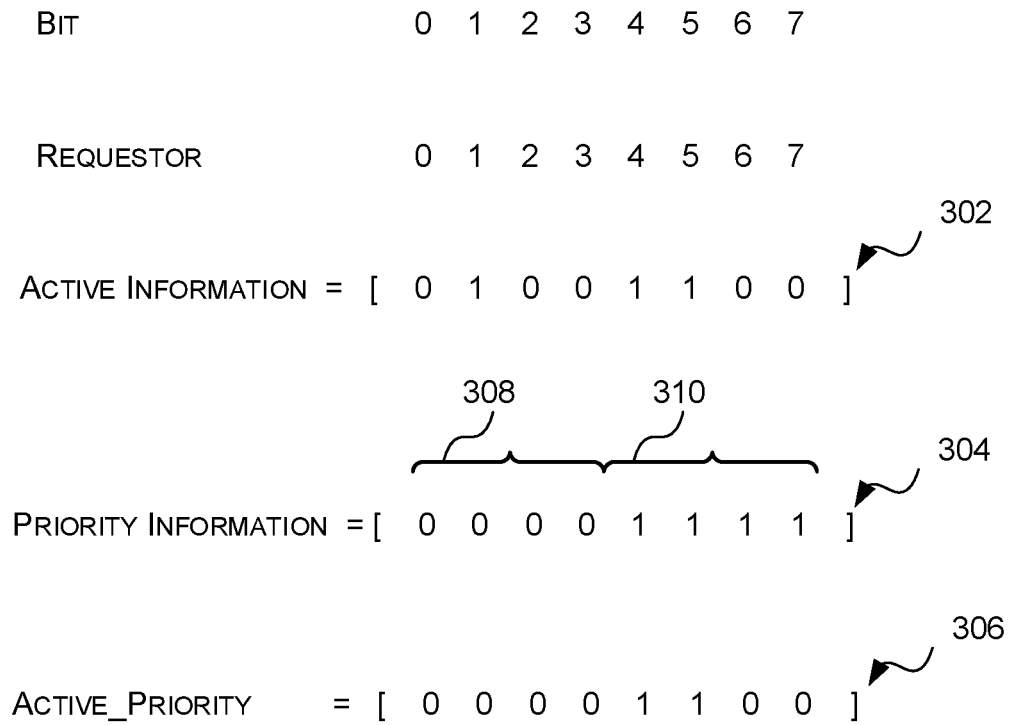 BIT 0 1 2 3 4 5 6 7
REQUESTOR 0 1 2 3 4 5 6 7
302
ACTIVE INFORMATION = [ 0 1 0 0 1 1 0 0 ]
308 310
304
PRIORITY INFORMATION = [ 0 0 0 0 1 1 1 1 ]
306
ACTIVE_PRIORITY = [ 0 0 0 0 1 1 0 0 ]